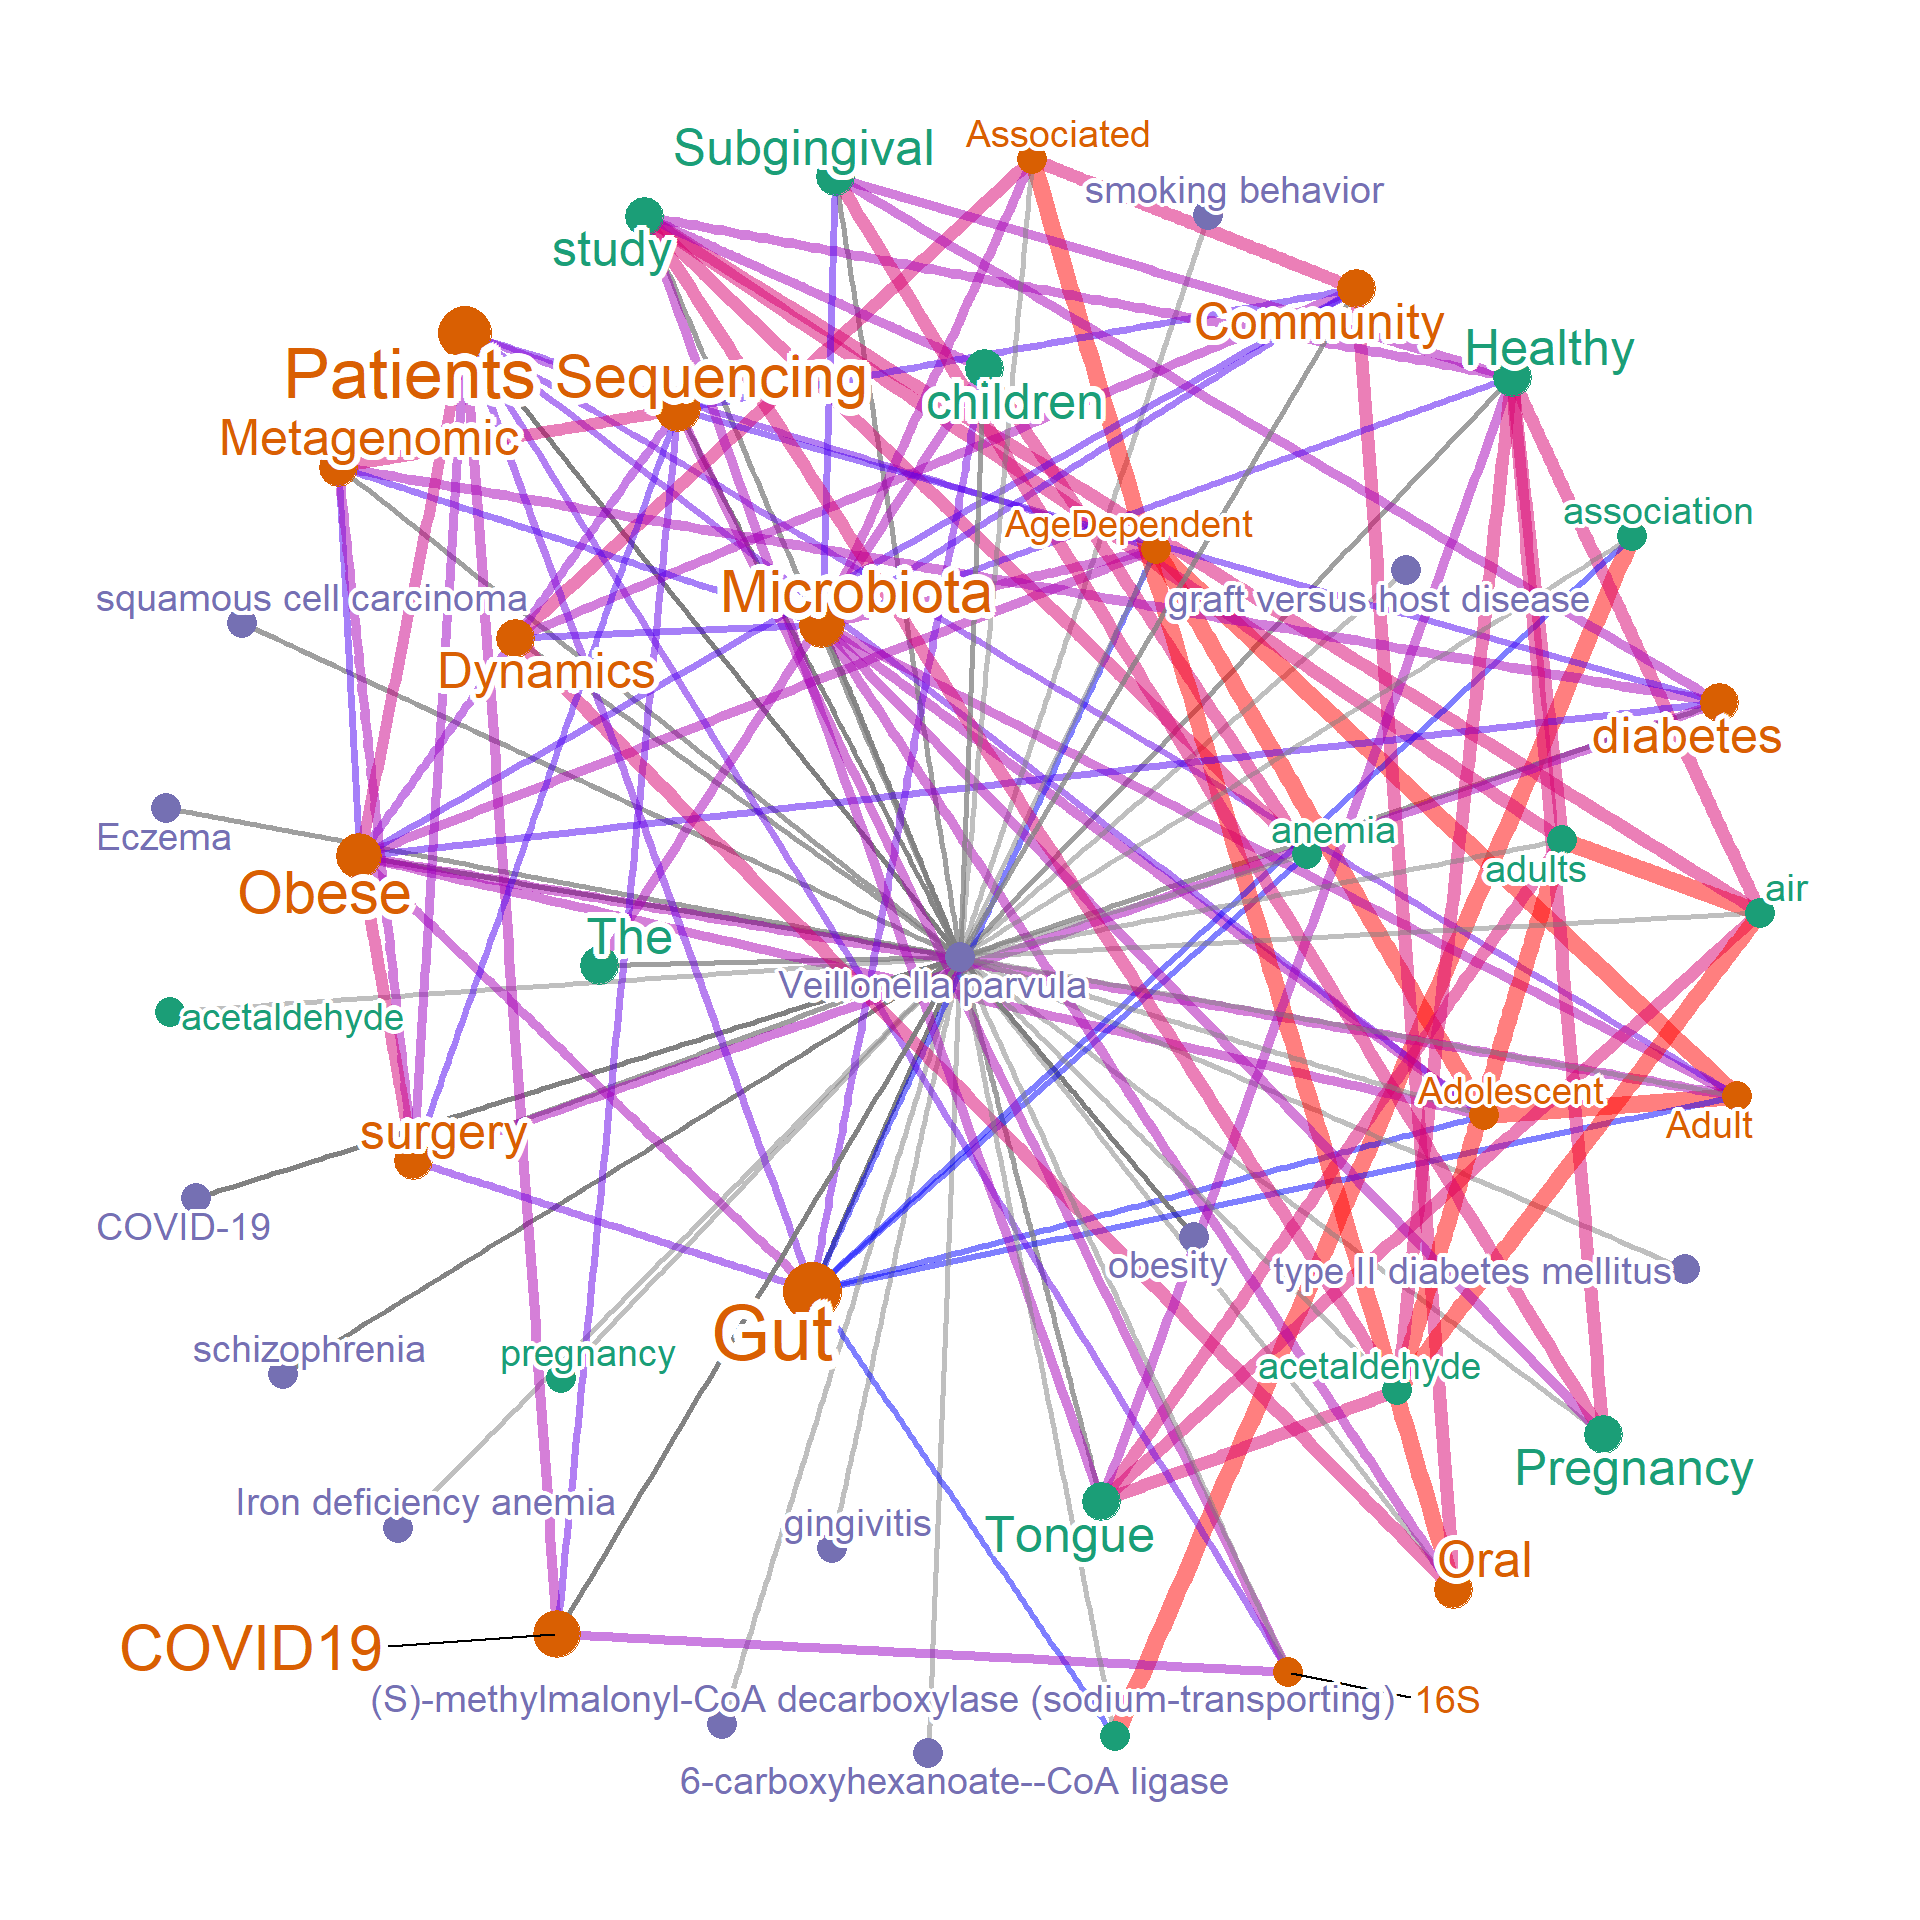 Associated
Subgingival
smoking behavior
study
Community
Healthy
Patients
Sequencing
children
Metagenomic
association
AgeDependent
squamous cell carcinoma
Microbiota
graft versus host disease
Dynamics
diabetes
Eczema
anemia
adults
Obese
air
The
Veillonella parvula
acetaldehyde
Adolescent
Adult
surgery
COVID-19
obesity
type II diabetes mellitus
Gut
schizophrenia
pregnancy
acetaldehyde
Pregnancy
Iron deficiency anemia
gingivitis
Tongue
Oral
COVID19
(S)-methylmalonyl-CoA decarboxylase (sodium-transporting)
16S
6-carboxyhexanoate--CoA ligase